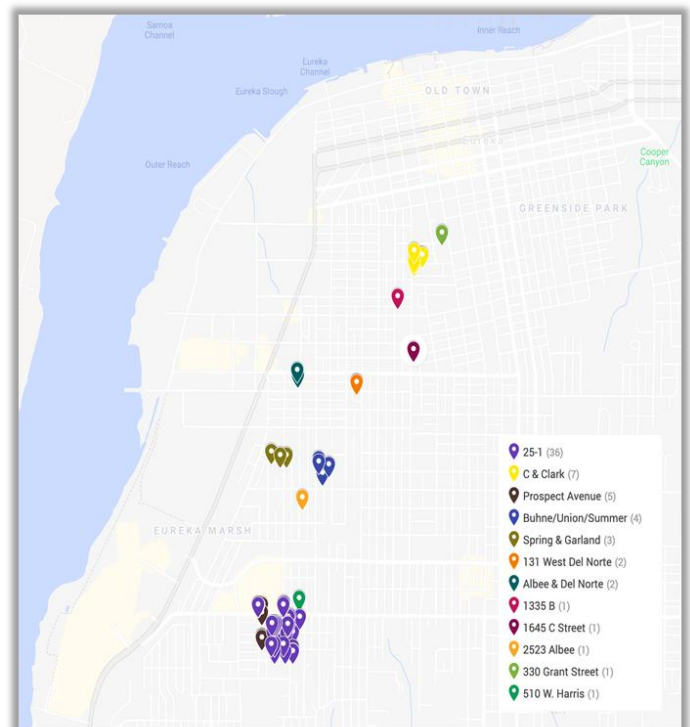 Samoa
Channel
Inner Reach
Eureka
Channel
Eureka Slough
OLD TOWN
Eureka
Cooper
Canyon
Outer Reach
GREENSIDE PARK
EUREKA MARSH
25-1 (36)
C & Clark (7)
Prospect Avenue (5)
Buhne/Union/Summer (4)
Spring & Garland (3)
131 West Del Norte (2)
Albee & Del Norte (2)
1335 B (1)
1645 C Street (1)
2523 Albee (1)
330 Grant Street (1)
510 W. Harris (1)